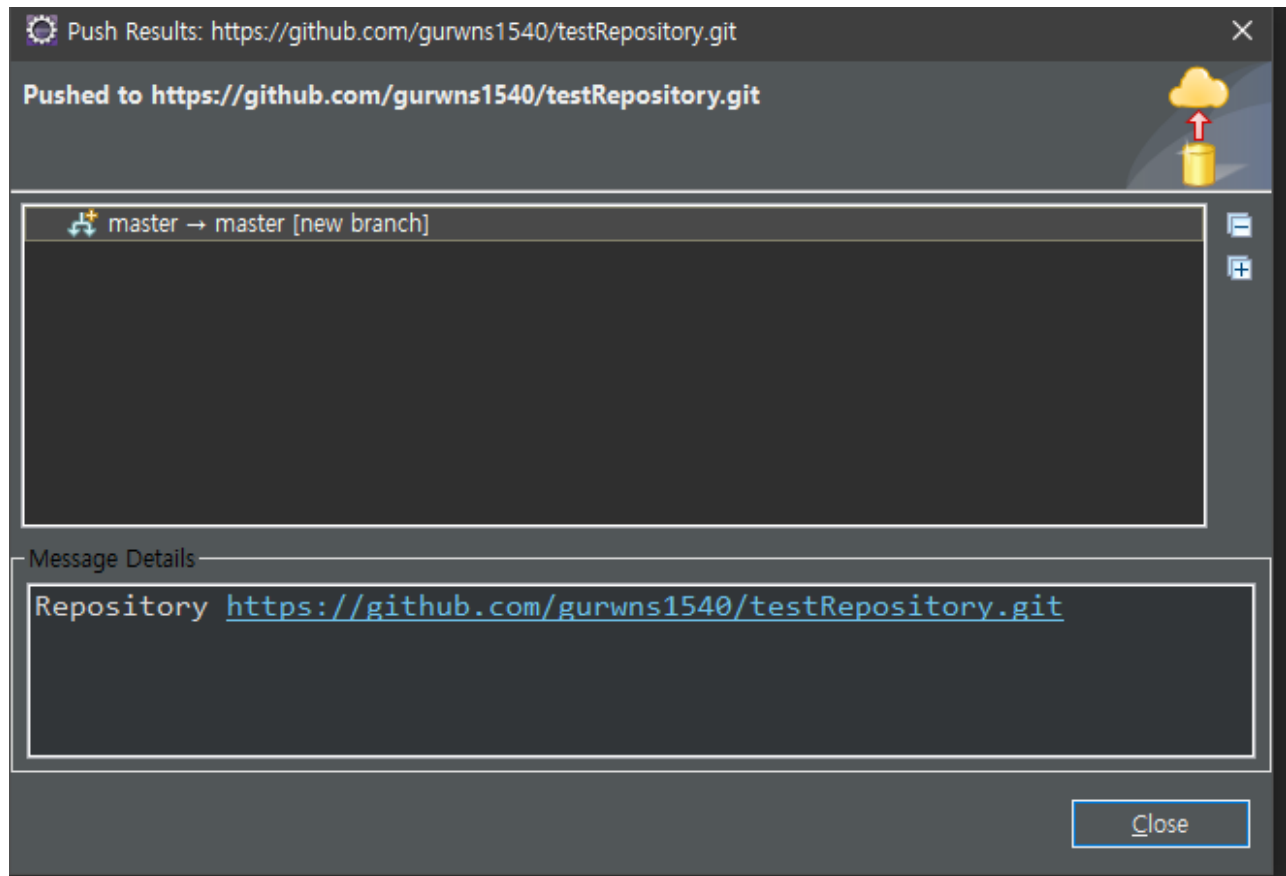 Push Results: https://github.com/gurwns1540/testRepository.git
Pushed to https://github.com/gurwns1540/testRepository.git
master → master [new branch]
Message Details
Repository https://github.com/gurwns1540/testRepository.git
Close